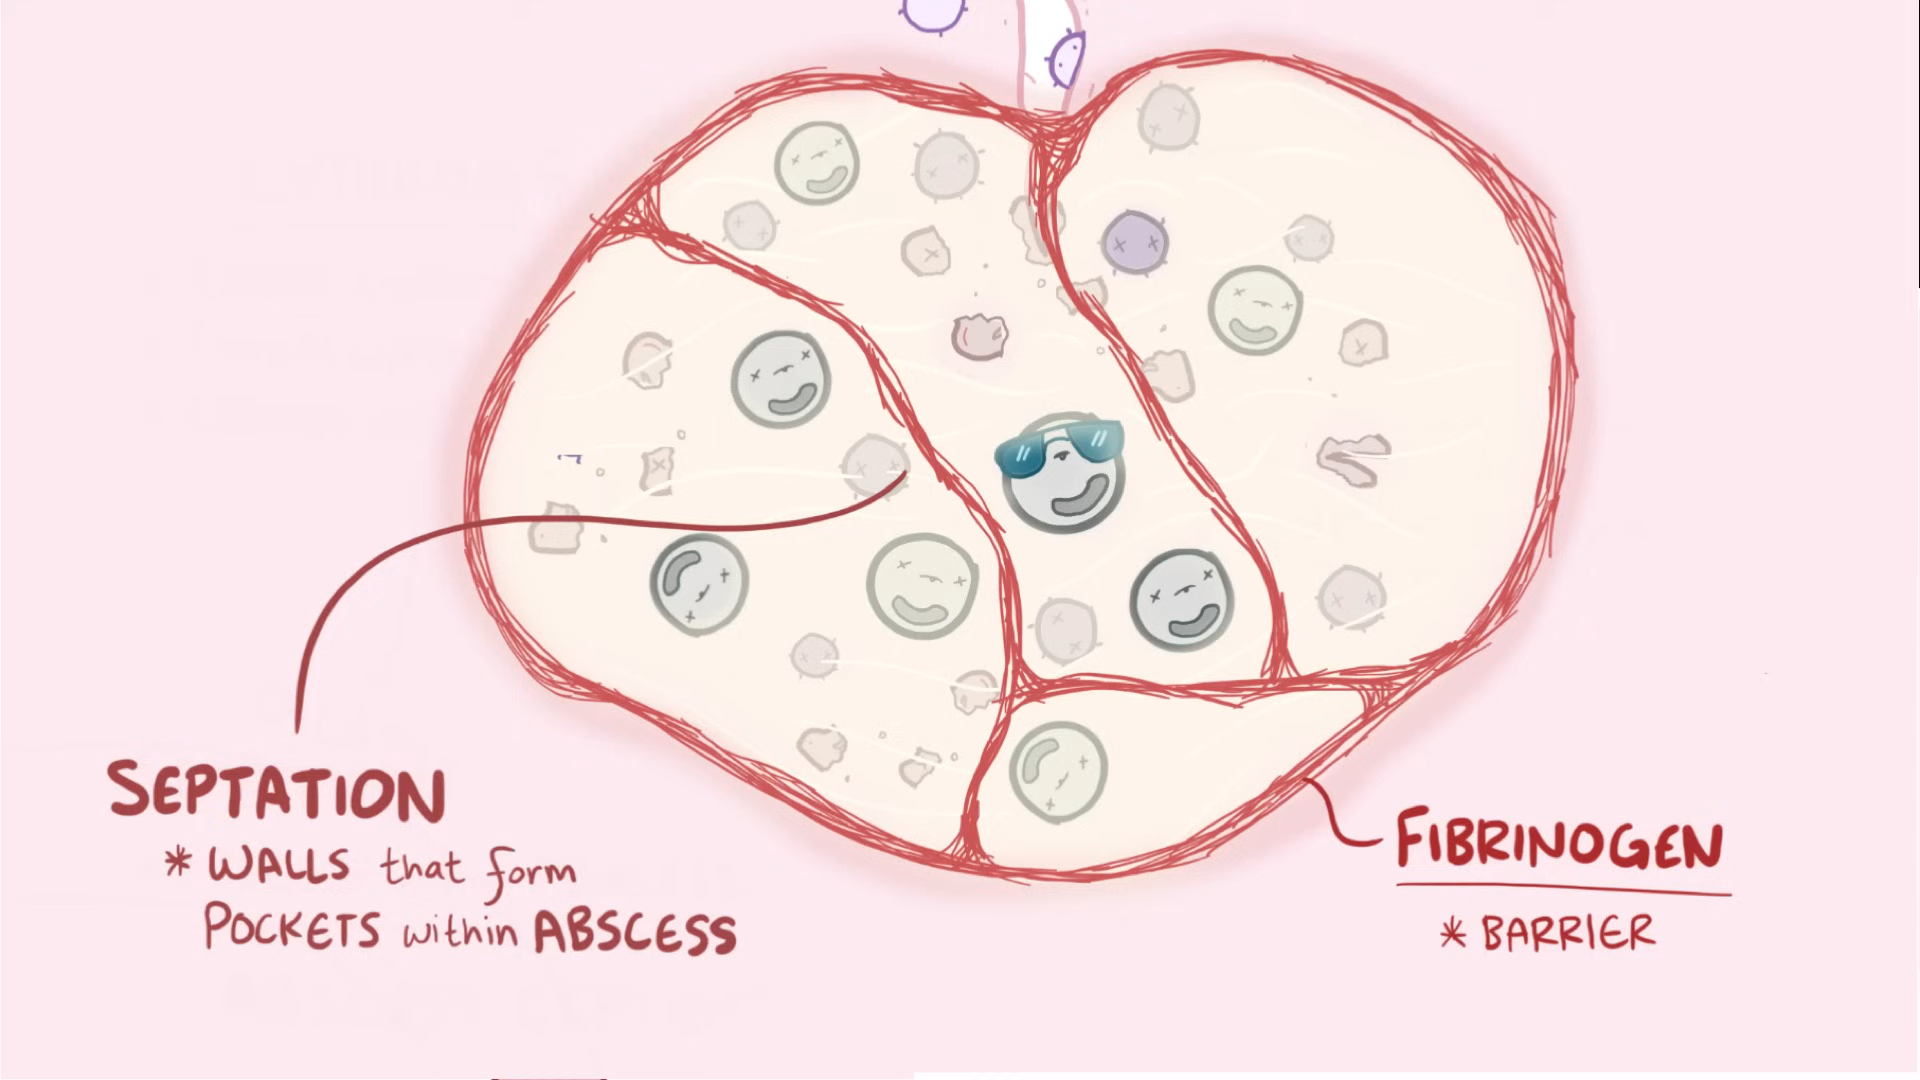 SEPTATION
* WALLS that form
POCKETS within ABSCESS
FIBRINOGEN
* BARRIER